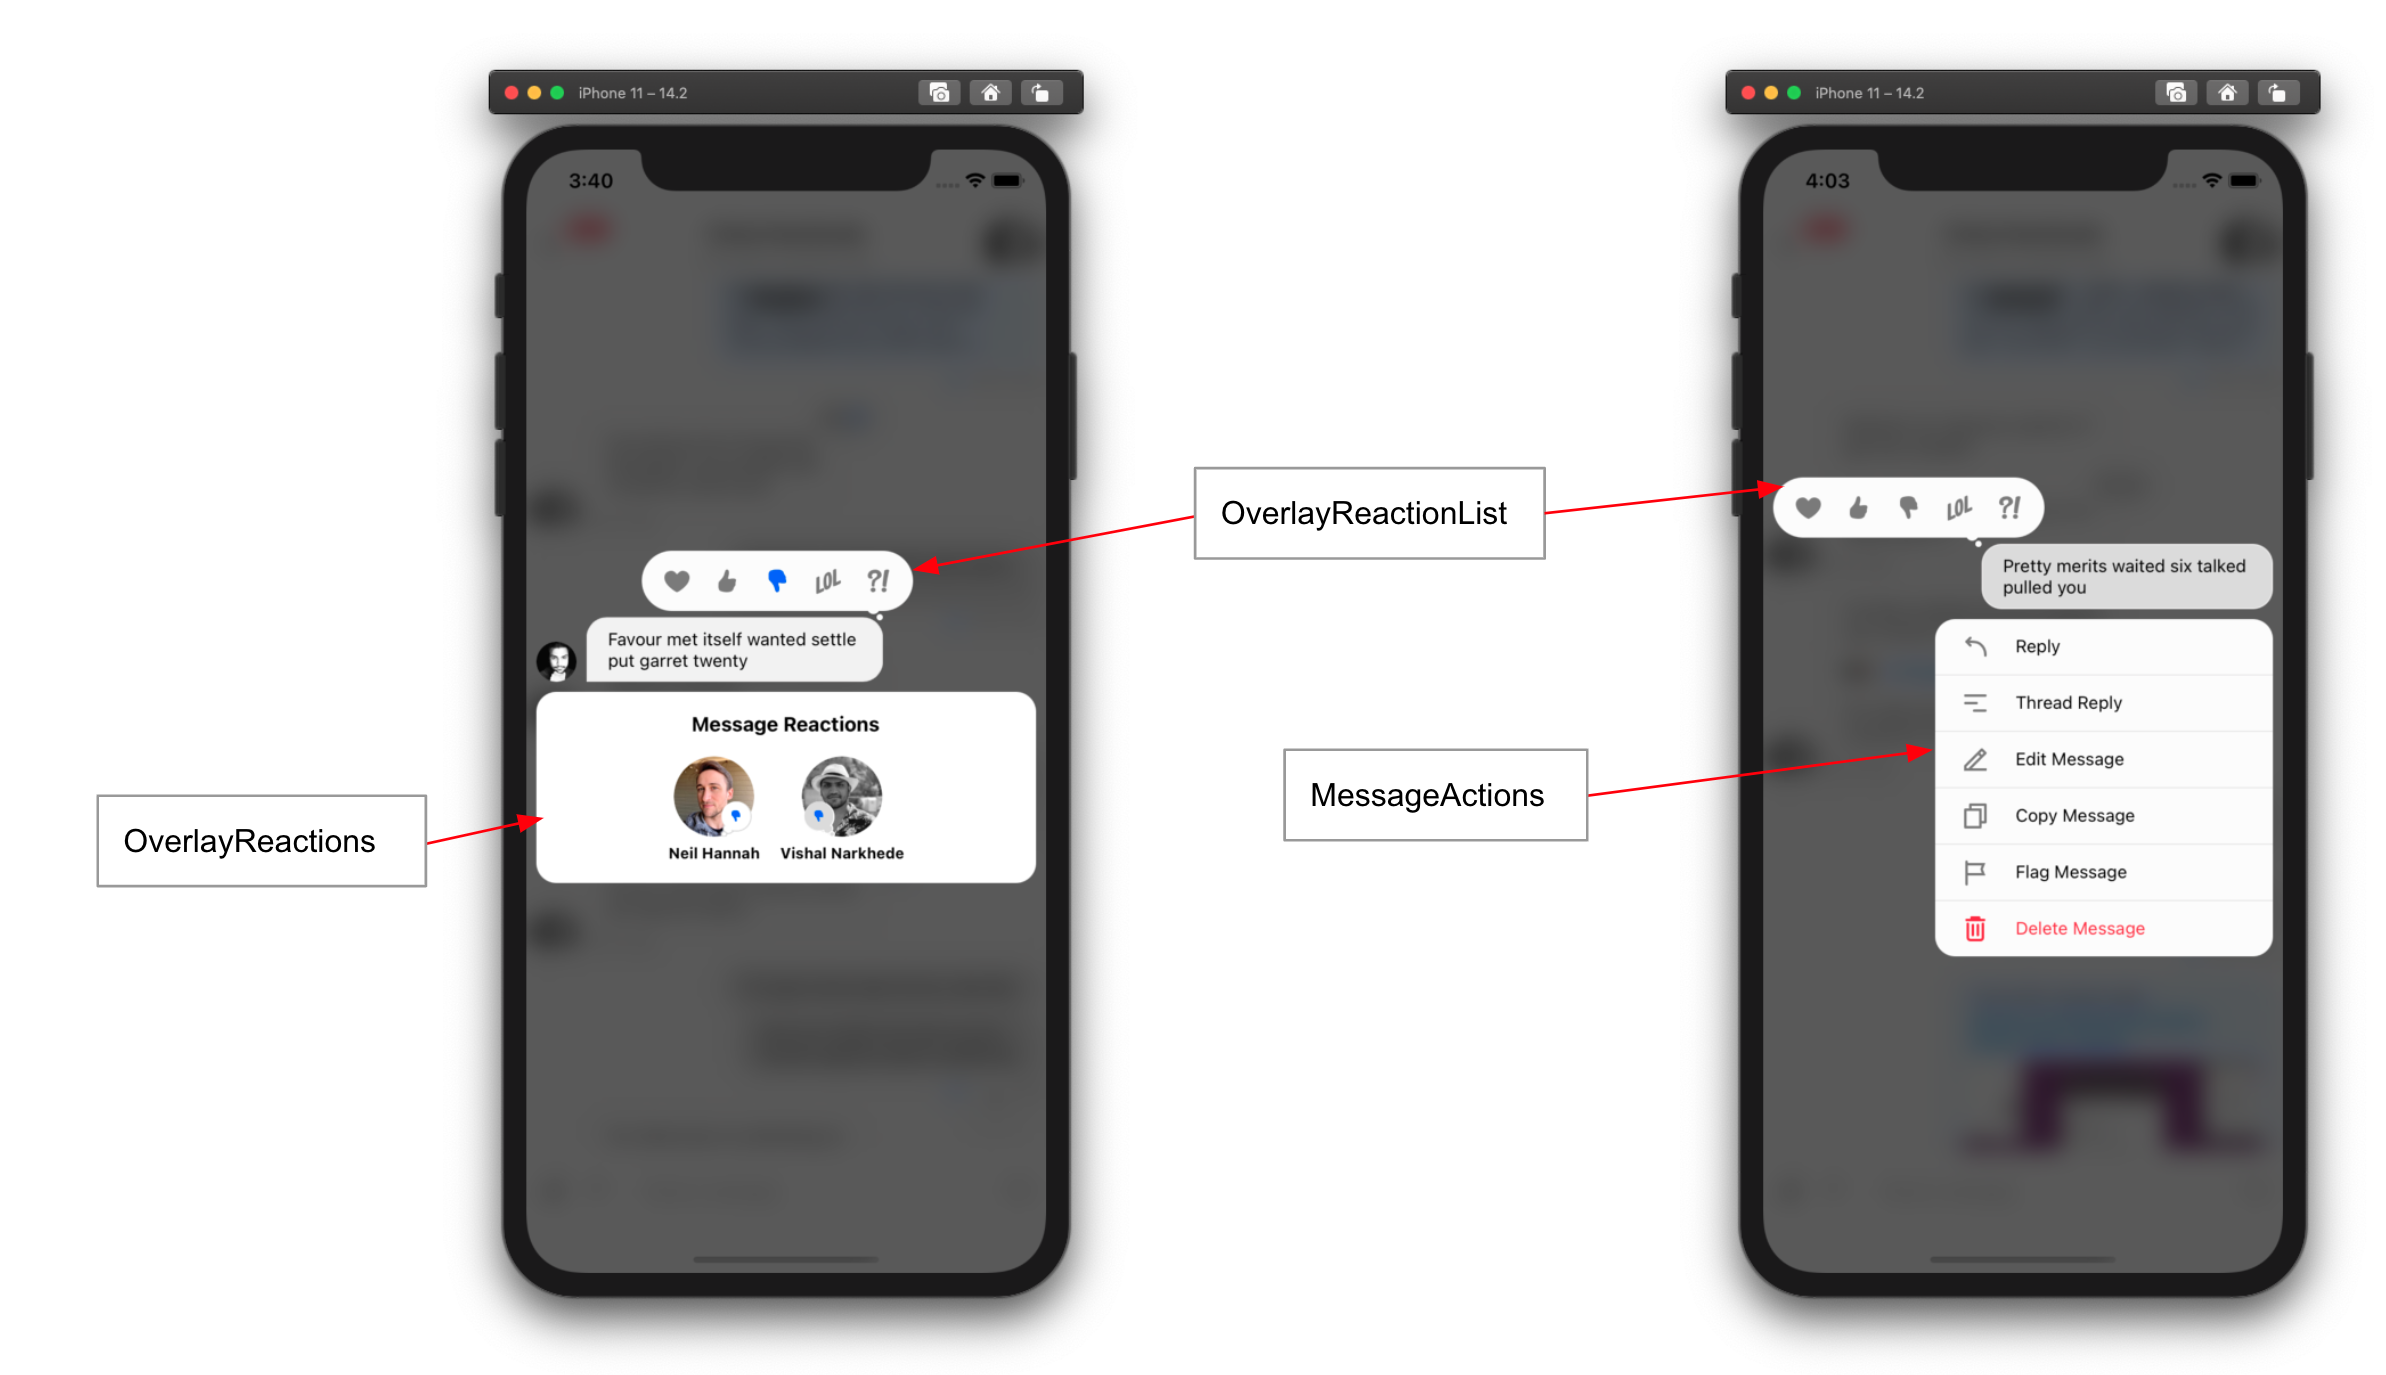 iPhone 11 – 14.2
3:40
LOL
?!
Favour met itself wanted settle
put garret twenty
Message Reactions
Neil Hannah
Vishal Narkhede
OverlayReactions
OverlayReactionList
MessageActions
iPhone 11 – 14.2
4:03
LOL
?!
Pretty merits waited six talked
pulled you
Reply
Thread Reply
Edit Message
Copy Message
Flag Message
Delete Message